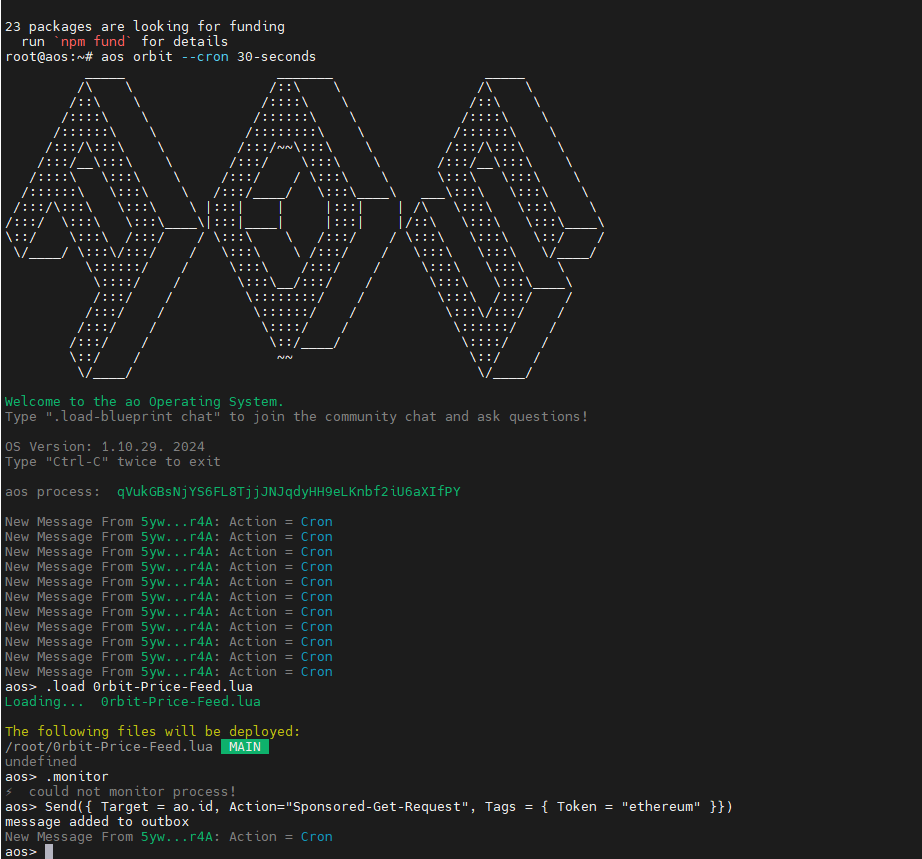 23 packages are looking for funding
  run `npm fund` for details
root@aos:~# aos orbit --cron 30-seconds
Welcome to the ao Operating System.
Type ".load-blueprint chat" to join the community chat and ask questions!
OS Version: 1.10.29. 2024
Type "Ctrl-C" twice to exit
aos process:  qVukGBsNjYS6FL8TjjJNJqdyHH9eLKnbf2iU6aXIfPY
New Message From 5yw...r4A: Action = Cron
New Message From 5yw...r4A: Action = Cron
New Message From 5yw...r4A: Action = Cron
New Message From 5yw...r4A: Action = Cron
New Message From 5yw...r4A: Action = Cron
New Message From 5yw...r4A: Action = Cron
New Message From 5yw...r4A: Action = Cron
New Message From 5yw...r4A: Action = Cron
New Message From 5yw...r4A: Action = Cron
New Message From 5yw...r4A: Action = Cron
New Message From 5yw...r4A: Action = Cron
aos> .load 0rbit-Price-Feed.lua
Loading...  0rbit-Price-Feed.lua
The following files will be deployed:
/root/0rbit-Price-Feed.lua  MAIN
undefined
aos> .monitor
⚡  could not monitor process!
aos> Send({ Target = ao.id, Action="Sponsored-Get-Request", Tags = { Token = "ethereum" }})
message added to outbox
New Message From 5yw...r4A: Action = Cron
aos>